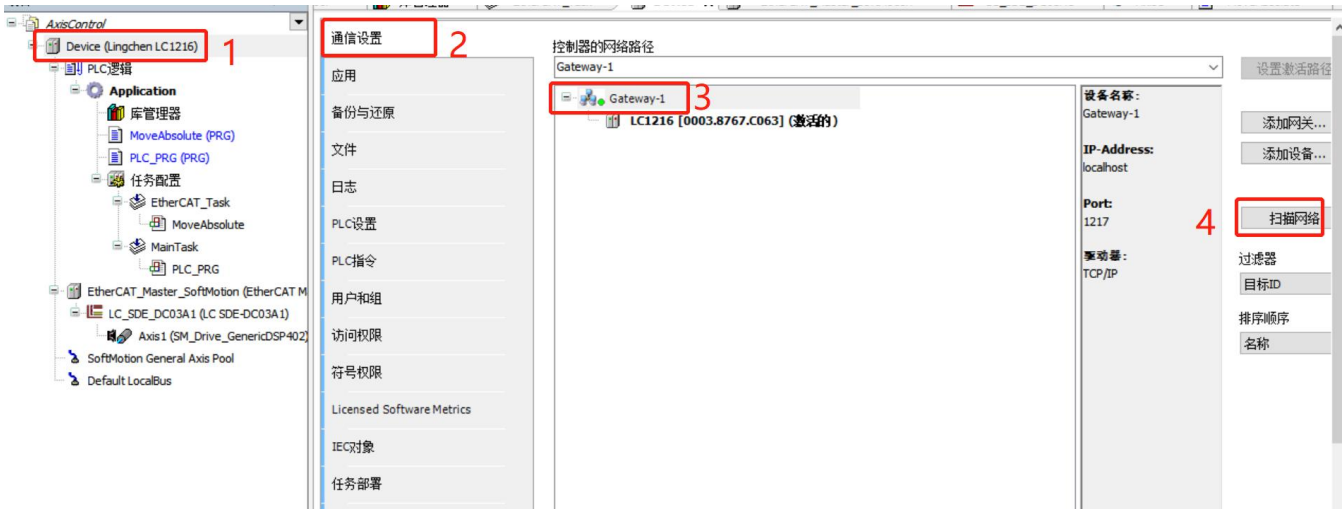 AxisControl
Device (Lingchen LC1216)
1
PLC逻辑
Application
库管理器
MoveAbsolute (PRG)
PLC_PRG (PRG)
任务配置
EtherCAT_Task
MoveAbsolute
MainTask
PLC_PRG
EtherCAT_Master_SoftMotion (EtherCAT M
LC_SDE_DC03A1 (LC SDE-DC03A1)
Axis1 (SM_Drive_GenericDSP402)
SoftMotion General Axis Pool
Default LocalBus
通信设置
2
应用
备份与还原
文件
日志
PLC设置
PLC指令
用户和组
访问权限
符号权限
Licensed Software Metrics
IEC对象
任务部署
控制器的网络路径
Gateway-1
Gateway-1
3
LC1216 [0003.8767.C063] (激活的)
设备名称:
Gateway-1
IP-Address:
localhost
Port:
1217
驱动器:
TCP/IP
设置激活路径
添加网关...
添加设备...
4
扫描网络
过滤器
目标ID
排序顺序
名称